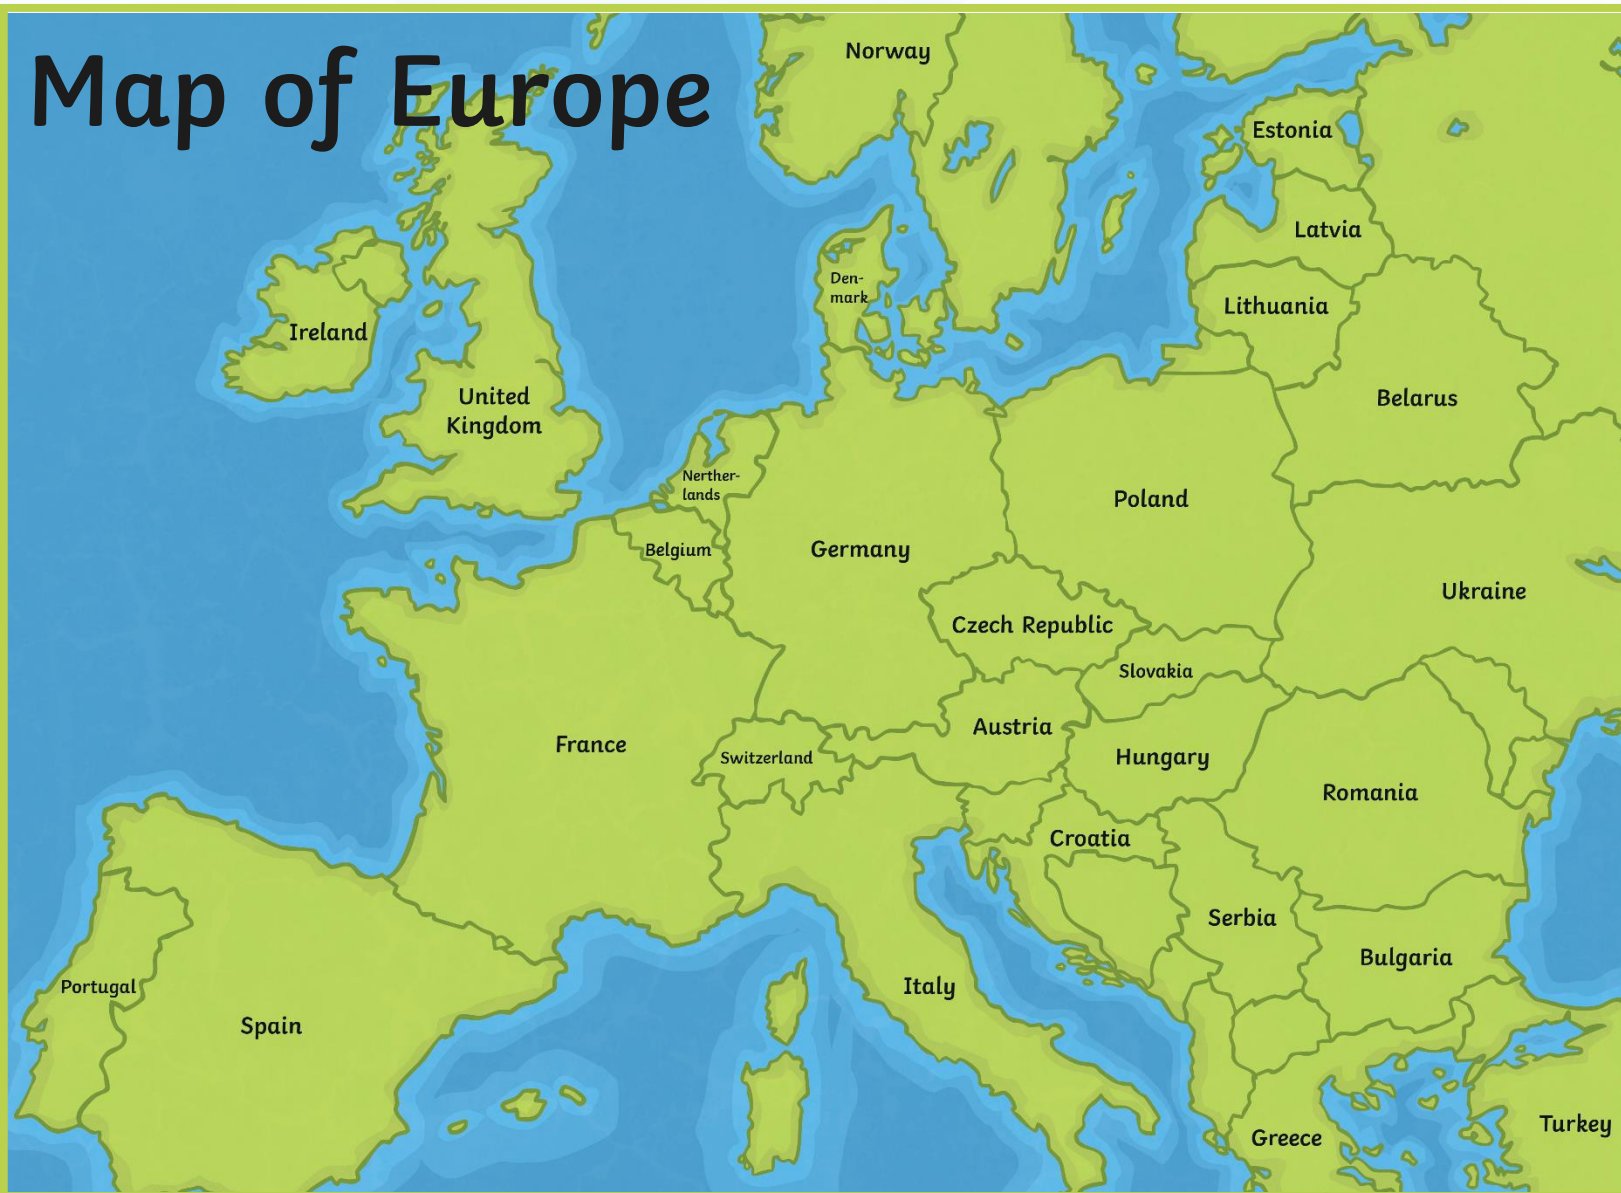 Map of Europe
Norway
Estonia
Latvia
Den-
mark
Lithuania
Ireland
United
Kingdom
Belarus
Nerther-
lands
Poland
Belgium
Germany
Ukraine
Czech Republic
Slovakia
Austria
France
Switzerland
Hungary
Romania
Croatia
Serbia
Bulgaria
Portugal
Italy
Spain
Turkey
Greece